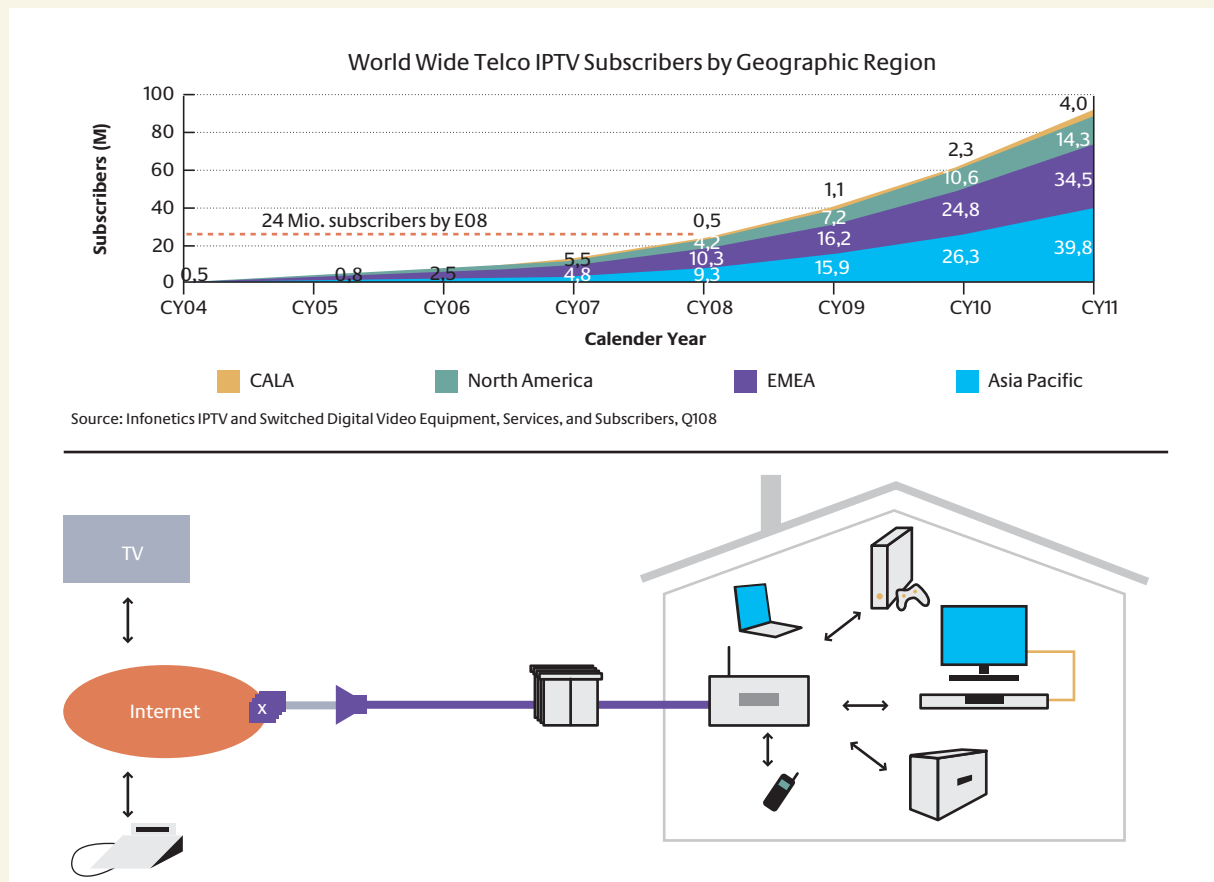 World Wide Telco IPTV Subscribers by Geographic Region
Subscribers (M)
100
80
60
40
20
0
24 Mio. subscribers by E08
0,5
0,8
2,5
5,5
4,8
0,5
4,2
10,3
9,3
1,1
7,2
16,2
15,9
2,3
10,6
24,8
26,3
4,0
14,3
34,5
39,8
CY04 CY05 CY06 CY07 CY08 CY09 CY10 CY11
Calender Year
CALA North America EMEA Asia Pacific
Source: Infonetics IPTV and Switched Digital Video Equipment, Services, and Subscribers, Q108
TV
Internet
x